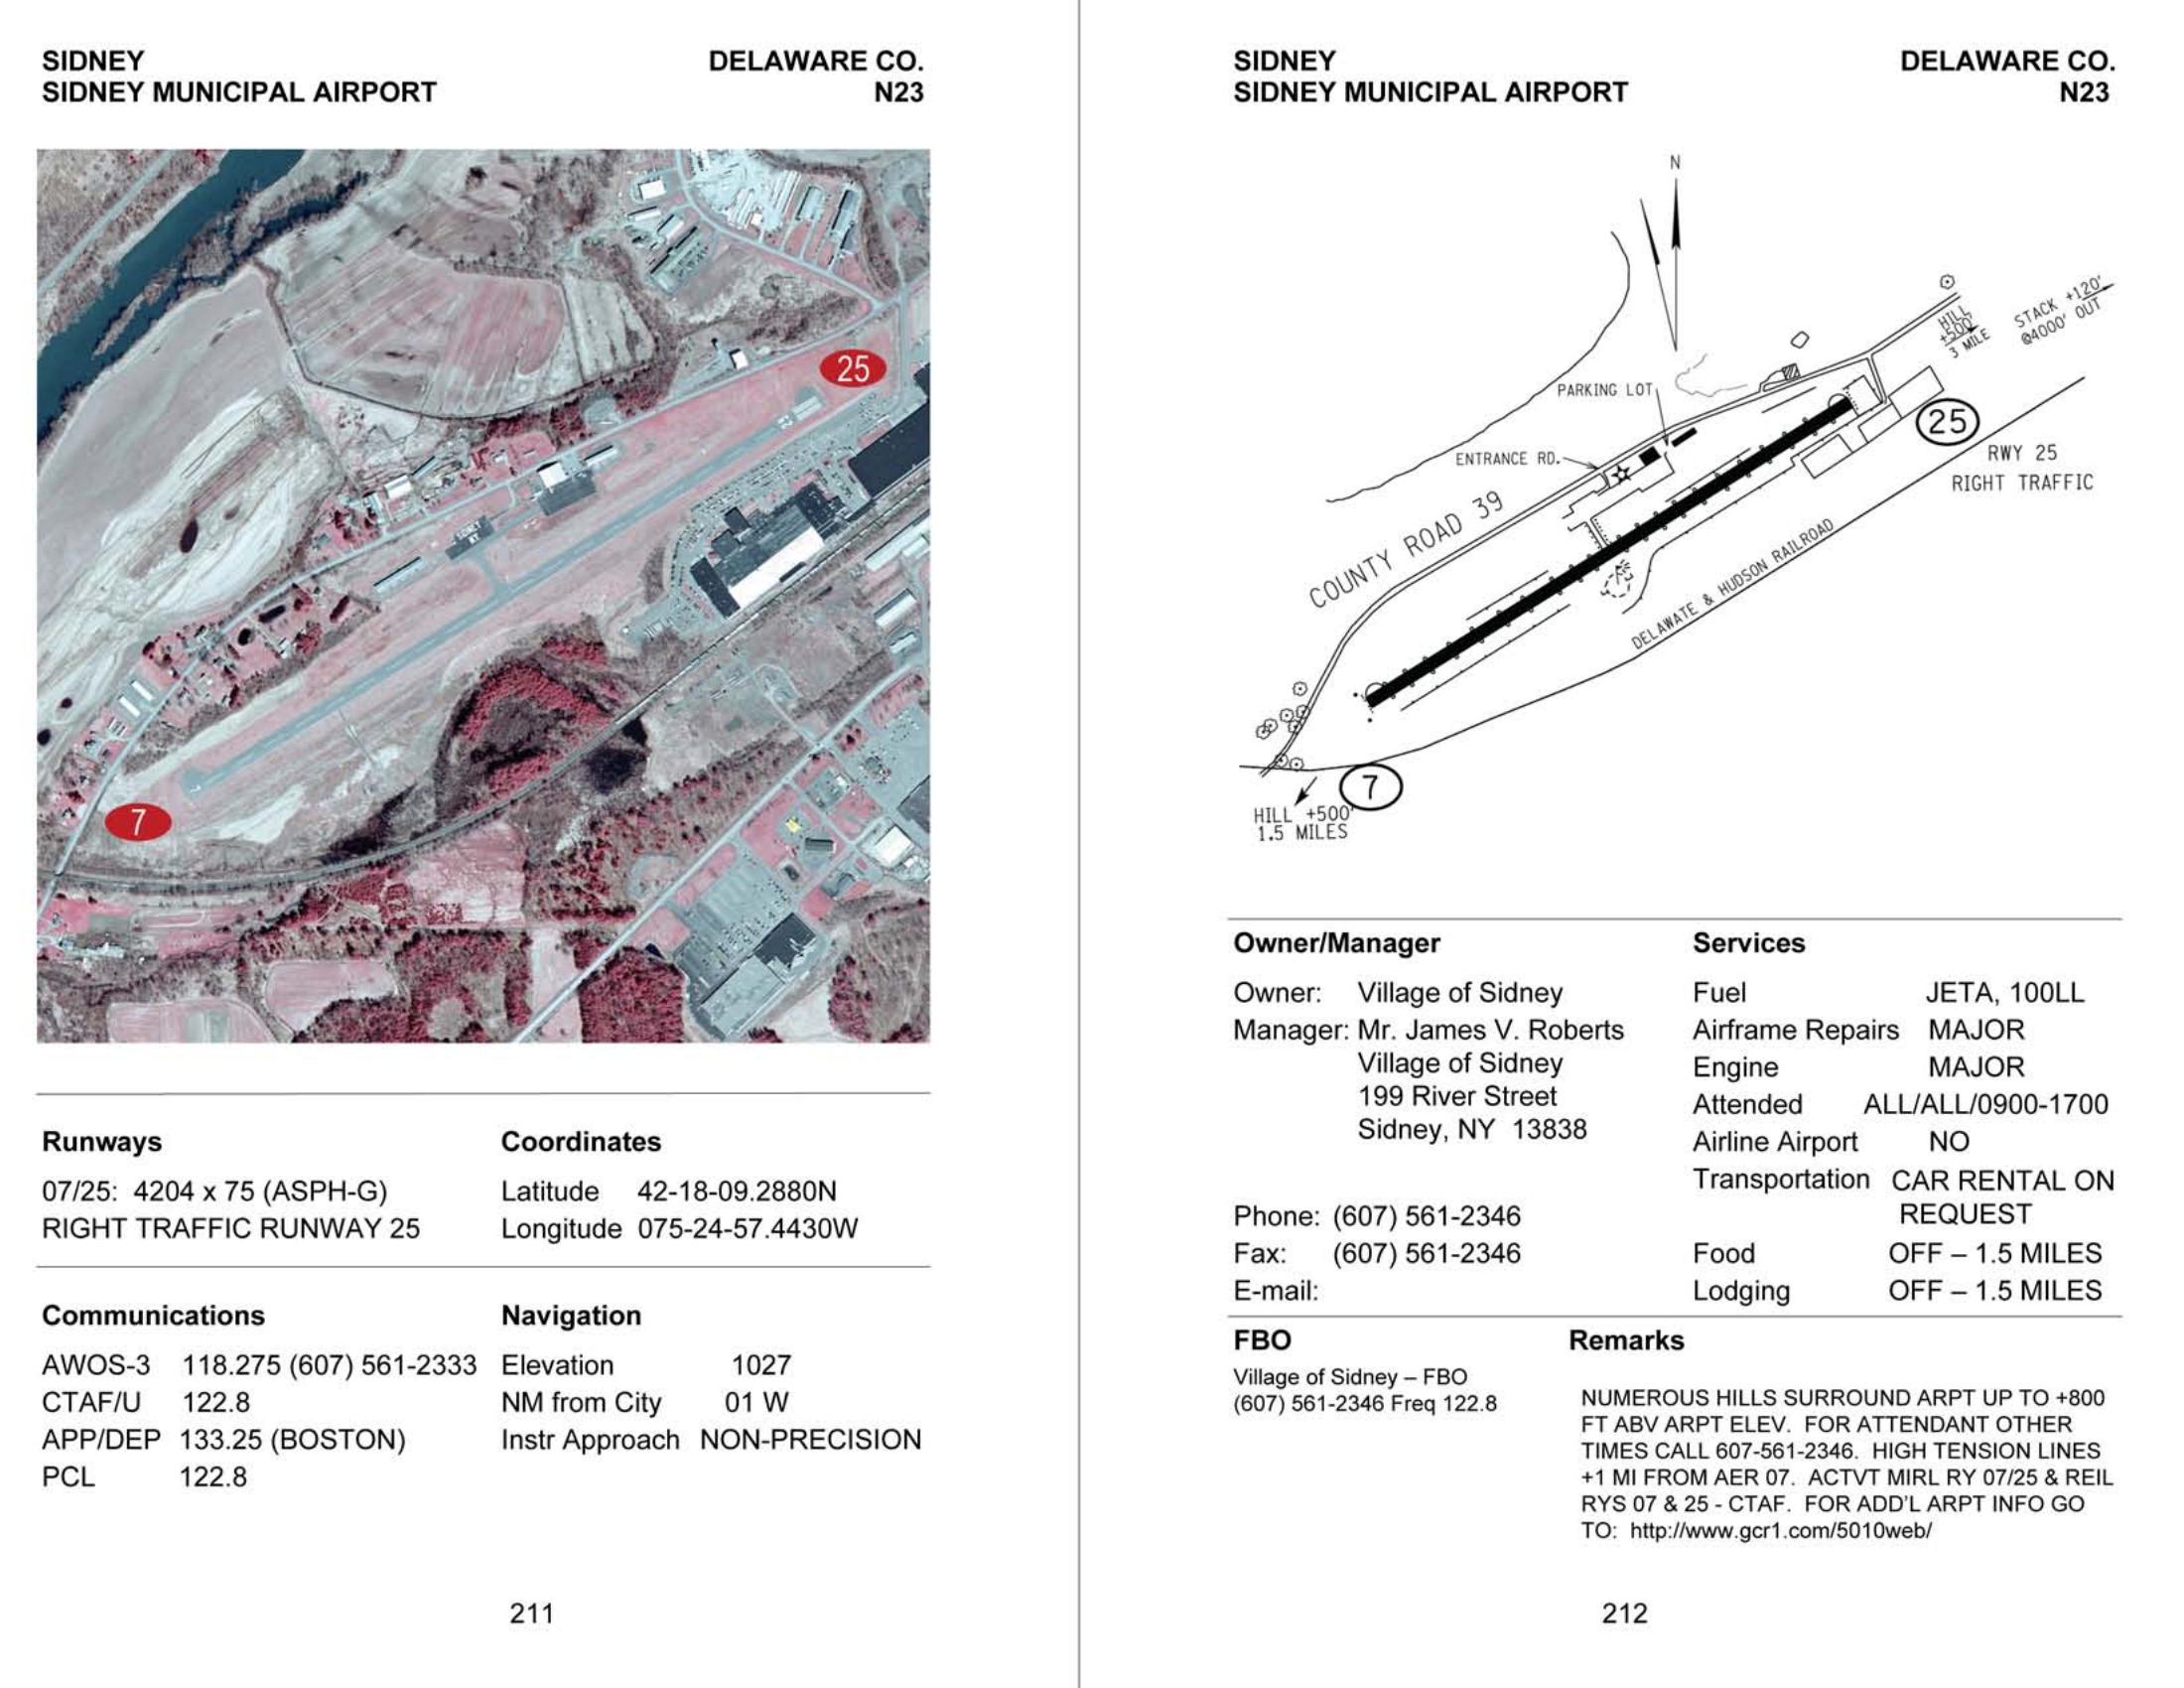 SIDNEY DELAWARE CO.
SIDNEY MUNICIPAL AIRPORT N23
25
SIDNEY
NY
25
7
7
Runways
07/25: 4204 x 75 (ASPH-G)
RIGHT TRAFFIC RUNWAY 25
Coordinates
Latitude 42-18-09.2880N
Longitude 075-24-57.4430W
Communications
AWOS-3 118.275 (607) 561-2333
CTAF/U 122.8
APP/DEP 133.25 (BOSTON)
PCL 122.8
Navigation
Elevation 1027
NM from City 01 W
Instr Approach NON-PRECISION
211
SIDNEY DELAWARE CO.
SIDNEY MUNICIPAL AIRPORT N23
N
HILL
+500'
3 MILE
STACK +120'
@4000' OUT
PARKING LOT
25
ENTRANCE RD.
RWY 25
RIGHT TRAFFIC
COUNTY ROAD 39
DELAWATE & HUDSON RAILROAD
7
HILL +500'
1.5 MILES
Owner/Manager
Owner: Village of Sidney
Manager: Mr. James V. Roberts
Village of Sidney
199 River Street
Sidney, NY 13838
Phone: (607) 561-2346
Fax: (607) 561-2346
E-mail:
Services
Fuel JETA, 100LL
Airframe Repairs MAJOR
Engine MAJOR
Attended ALL/ALL/0900-1700
Airline Airport NO
Transportation CAR RENTAL ON
REQUEST
Food OFF – 1.5 MILES
Lodging OFF – 1.5 MILES
FBO
Village of Sidney – FBO
(607) 561-2346 Freq 122.8
Remarks
NUMEROUS HILLS SURROUND ARPT UP TO +800
FT ABV ARPT ELEV. FOR ATTENDANT OTHER
TIMES CALL 607-561-2346. HIGH TENSION LINES
+1 MI FROM AER 07. ACTVT MIRL RY 07/25 & REIL
RYS 07 & 25 - CTAF. FOR ADD'L ARPT INFO GO
TO: http://www.gcr1.com/5010web/
212